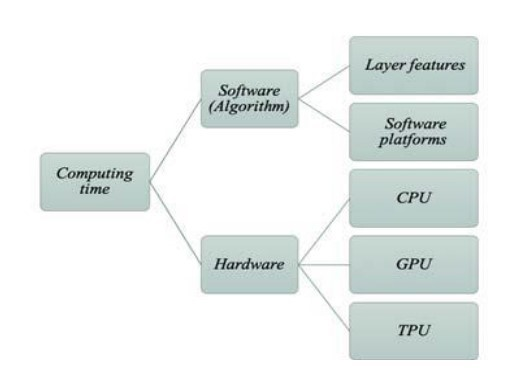 Computing
time
Software
(Algorithm)
Hardware
Layer features
Software
platforms
CPU
GPU
TPU